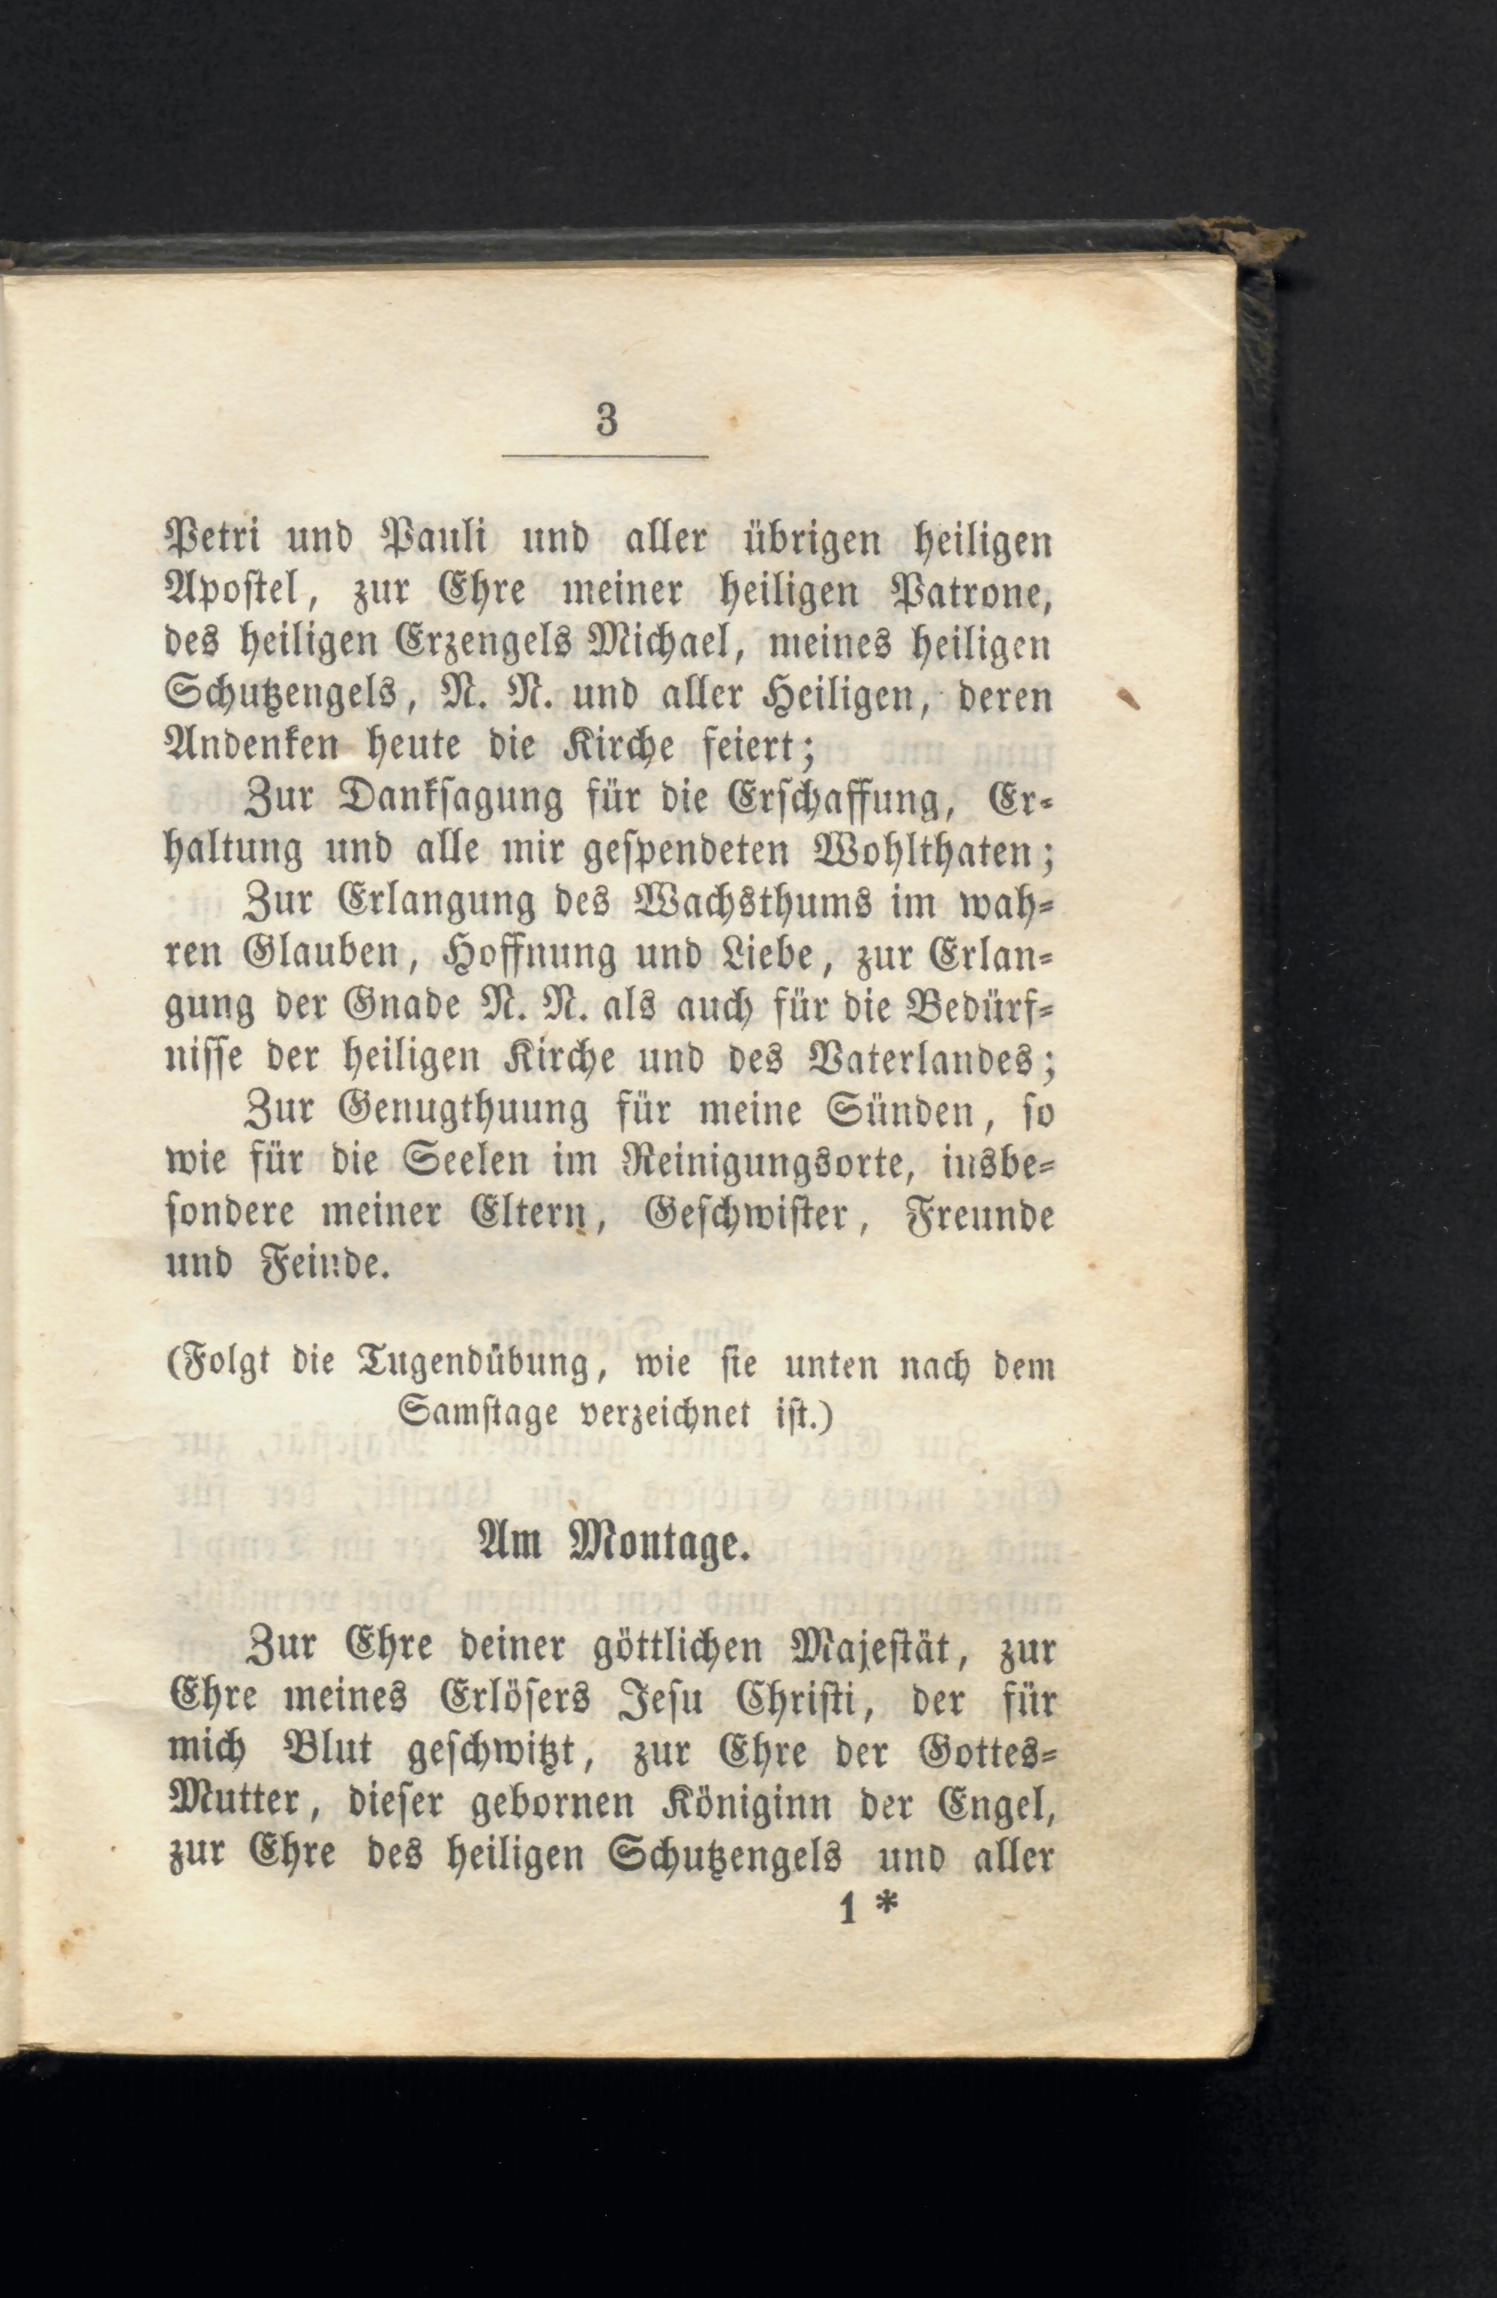 3
Petri und Pauli und aller übrigen heiligen
Apoſtel, zur Ehre meiner heiligen Patrone,
des heiligen Erzengels Michael, meines heiligen
Schutzengels, N. N. und aller Heiligen, deren
Andenken heute die Kirche feiert;
Zur Dankſagung für die Erſchaffung, Er⸗
haltung und alle mir geſpendeten Wohlthaten;
Zur Erlangung des Wachsthums im wah⸗
ren Glauben, Hoffnung und Liebe, zur Erlan⸗
gung der Gnade N. N. als auch für die Bedürf⸗
niſſe der heiligen Kirche und des Vaterlandes;
Zur Genugthuung für meine Sünden, ſo
wie für die Seelen im Reinigungsorte, insbe⸗
ſondere meiner Eltern, Geſchwiſter, Freunde
und Feinde.
(Folgt die Tugendübung, wie ſie unten nach dem
Samſtage verzeichnet iſt.)
Am Montage.
Zur Ehre deiner göttlichen Majeſtät, zur
Ehre meines Erlöſers Jeſu Chriſti, der für
mich Blut geſchwitzt, zur Ehre der Gottes⸗
Mutter, dieſer gebornen Königinn der Engel,
zur Ehre des heiligen Schutzengels und aller
1 *